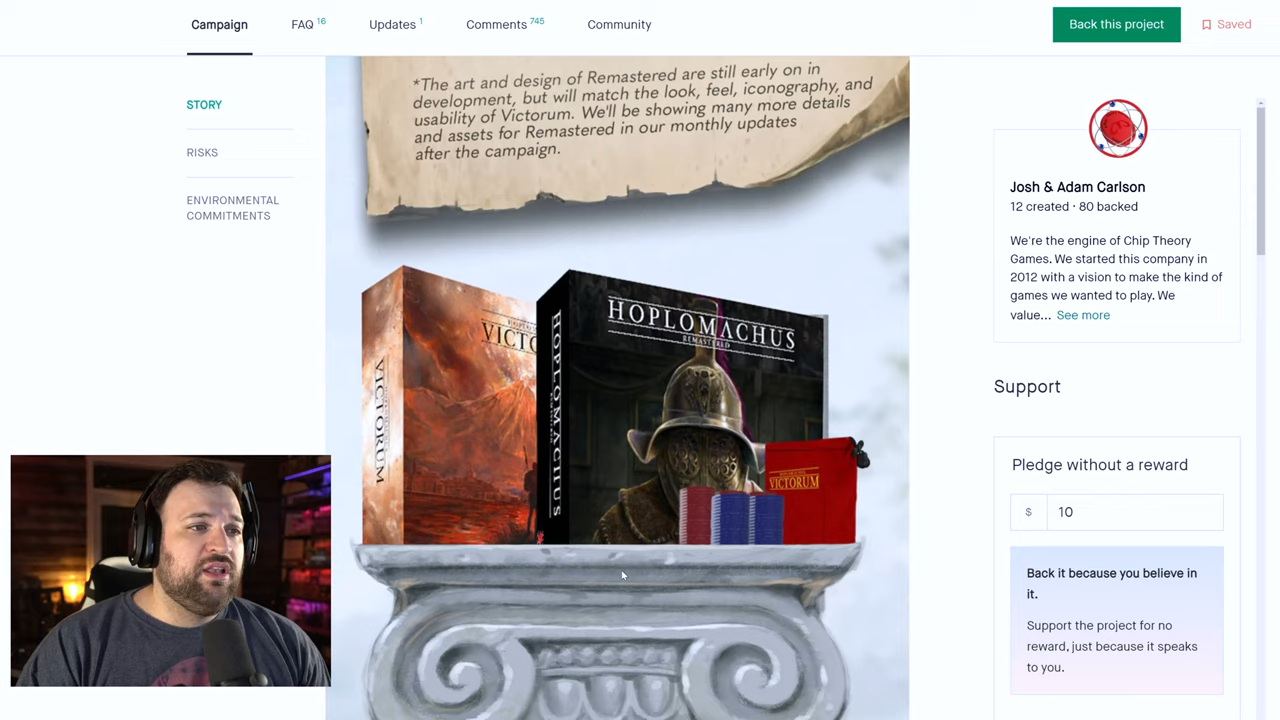 Campaign
FAQ 16
Updates 1
Comments 745
Community
Back this project
Saved
STORY
RISKS
ENVIRONMENTAL
COMMITMENTS
*The art and design of Remastered are still early on in
development, but will match the look, feel, iconography, and
usability of Victorum. We'll be showing many more details
and assets for Remastered in our monthly updates
after the campaign.
VICTO
VICTORUM
HOPLOMACHUS
REMASTERED
HOPLOMACHUS
VICTORUM
Josh & Adam Carlson
12 created · 80 backed
We're the engine of Chip Theory
Games. We started this company in
2012 with a vision to make the kind of
games we wanted to play. We
value... See more
Support
Pledge without a reward
$ 10
Back it because you believe in
it.
Support the project for no
reward, just because it speaks
to you.